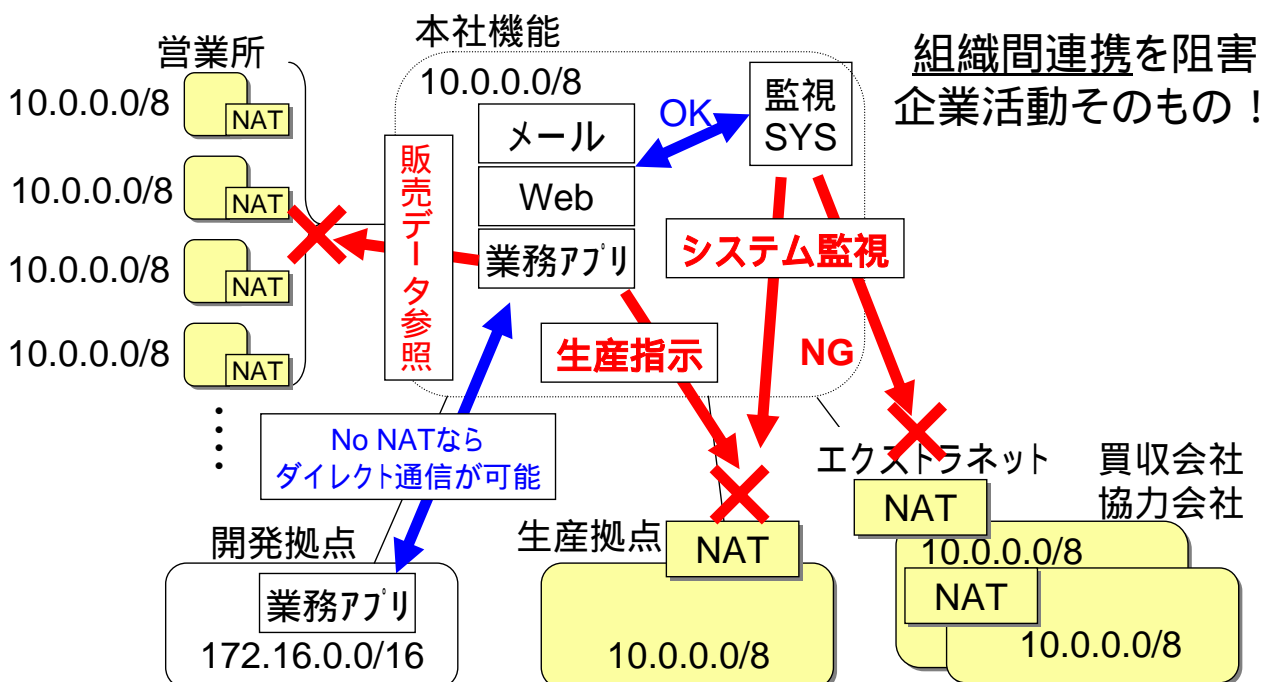 本社機能
営業所
組織間連携を阻害
企業活動そのもの!
10.0.0.0/8
NAT
10.0.0.0/8
NAT
10.0.0.0/8
NAT
10.0.0.0/8
NAT
10.0.0.0/8
メール
Web
業務アプリ
OK
監視
SYS
販売データ参照
システム監視
生産指示
NG
No NATなら
ダイレクト通信が可能
エクストラネット
買収会社
協力会社
開発拠点
業務アプリ
172.16.0.0/16
生産拠点
NAT
10.0.0.0/8
NAT
10.0.0.0/8
NAT
10.0.0.0/8